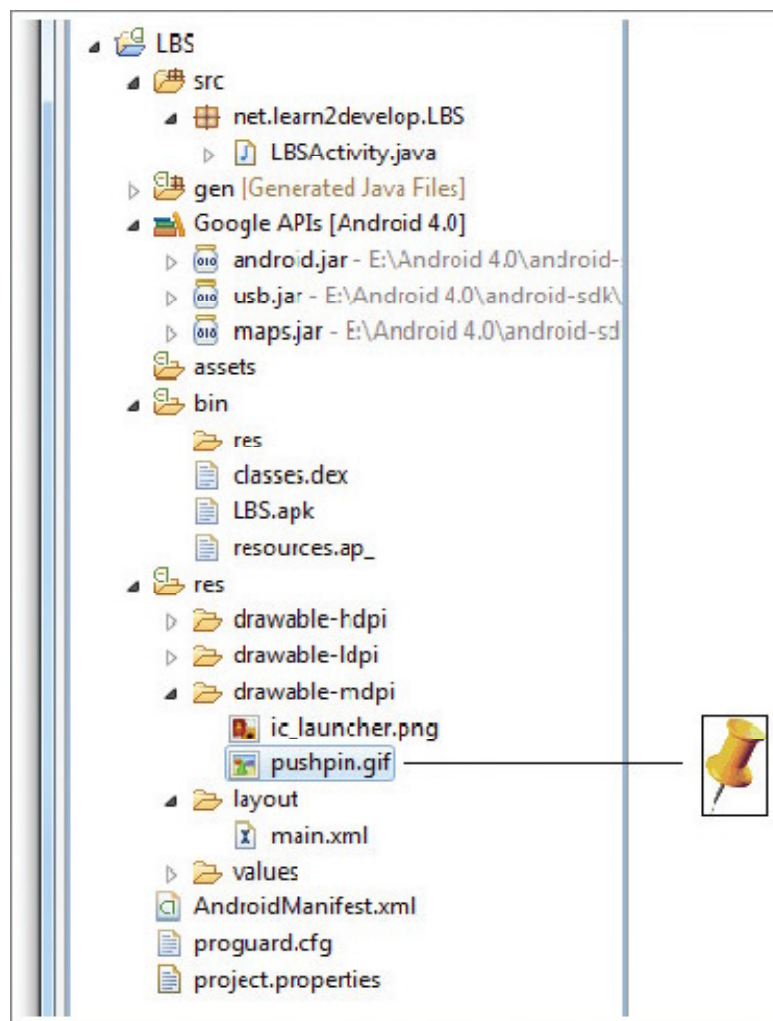 LBS
src
net.learn2develop.LBS
LBSActivity.java
gen [Generated Java Files]
Google APIs [Android 4.0]
android.jar - E:\Android 4.0\android-
usb.jar - E:\Android 4.0\android-sdk\
maps.jar - E:\Android 4.0\android-sd
assets
bin
res
classes.dex
LBS.apk
resources.ap_
res
drawable-hdpi
drawable-ldpi
drawable-mdpi
ic_launcher.png
pushpin.gif
layout
main.xml
values
AndroidManifest.xml
proguard.cfg
project.properties